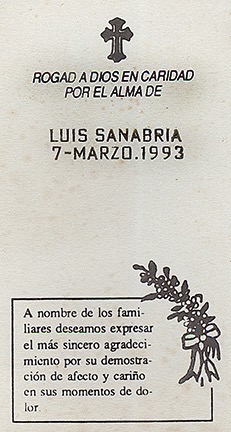 ROGAD A DIOS EN CARIDAD
POR EL ALMA DE
LUIS SANABRIA
7-MARZO.1993
A nombre de los fami-
liares deseamos expresar
el más sincero agradeci-
miento por su demostra-
ción de afecto y cariño
en sus momentos de do-
lor.